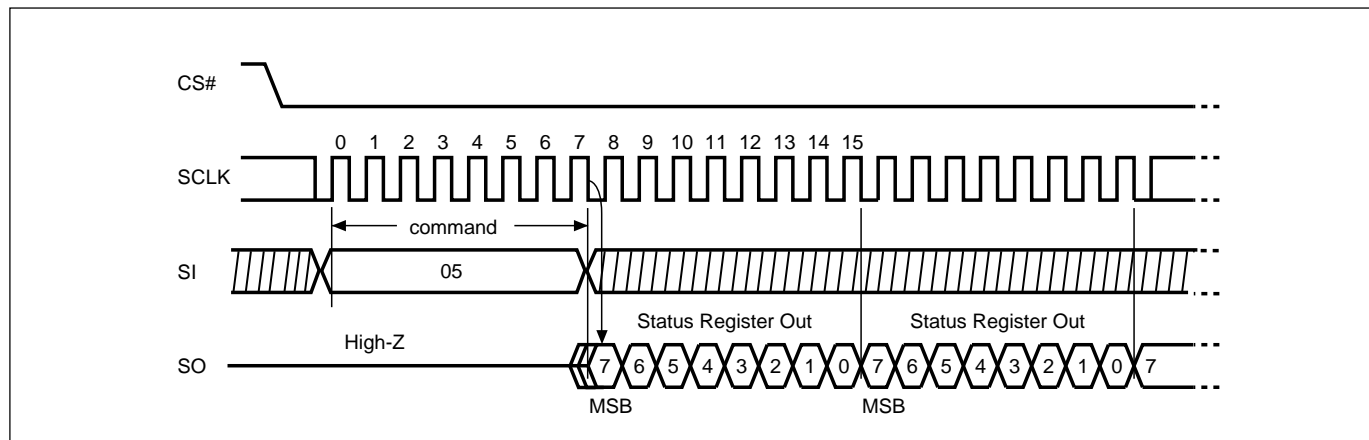 CS#
0 1 2 3 4 5 6 7 8 9 10 11 12 13 14 15
SCLK
command
SI 05
Status Register Out Status Register Out
High-Z
SO 7 6 5 4 3 2 1 0 7 6 5 4 3 2 1 0 7
MSB MSB